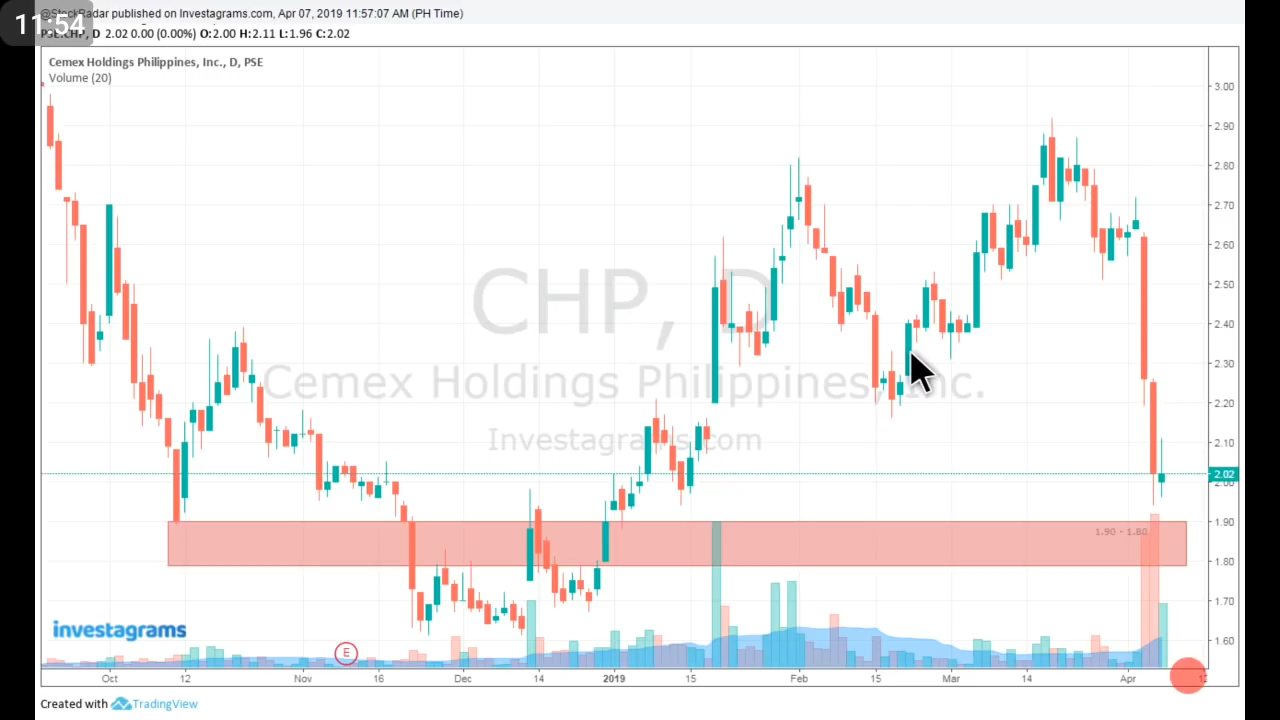 @StockRadar published on Investagrams.com, Apr 07, 2019 11:57:07 AM (PH Time)
11:54
PSE:CHP, D 2.02 0.00 (0.00%) O:2.00 H:2.11 L:1.96 C:2.02
Cemex Holdings Philippines, Inc., D, PSE
Volume (20)
3.00
2.90
2.80
2.70
2.60
2.50
2.40
2.30
2.20
2.10
2.02
2.00
1.90
1.80
1.70
1.60
CHP, D
Cemex Holdings Philippines, Inc.
Investagrams.com
1.90 - 1.80
investagrams
E
Oct 12 Nov 16 Dec 14 2019 15 Feb 15 Mar 14 Apr
Created with TradingView